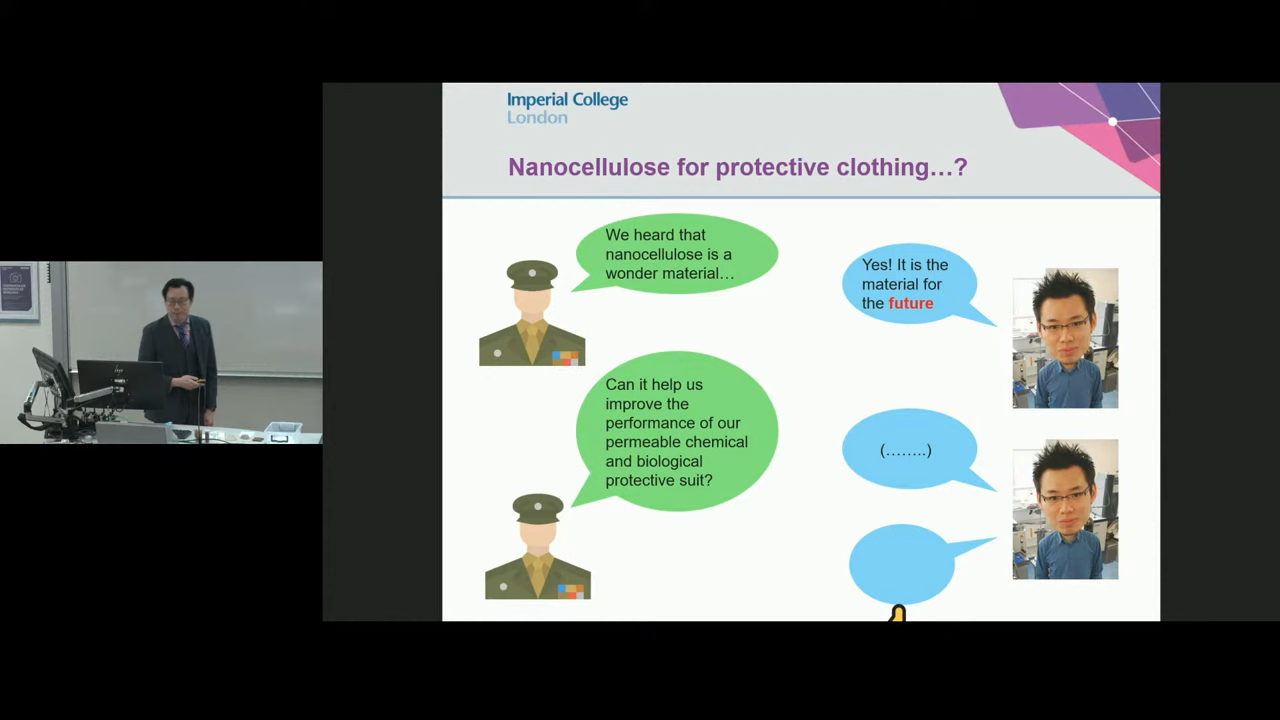 Imperial College
London
Nanocellulose for protective clothing…?
We heard that
nanocellulose is a
wonder material…
Yes! It is the
material for
the future
Can it help us
improve the
performance of our
permeable chemical
and biological
protective suit?
(……..)